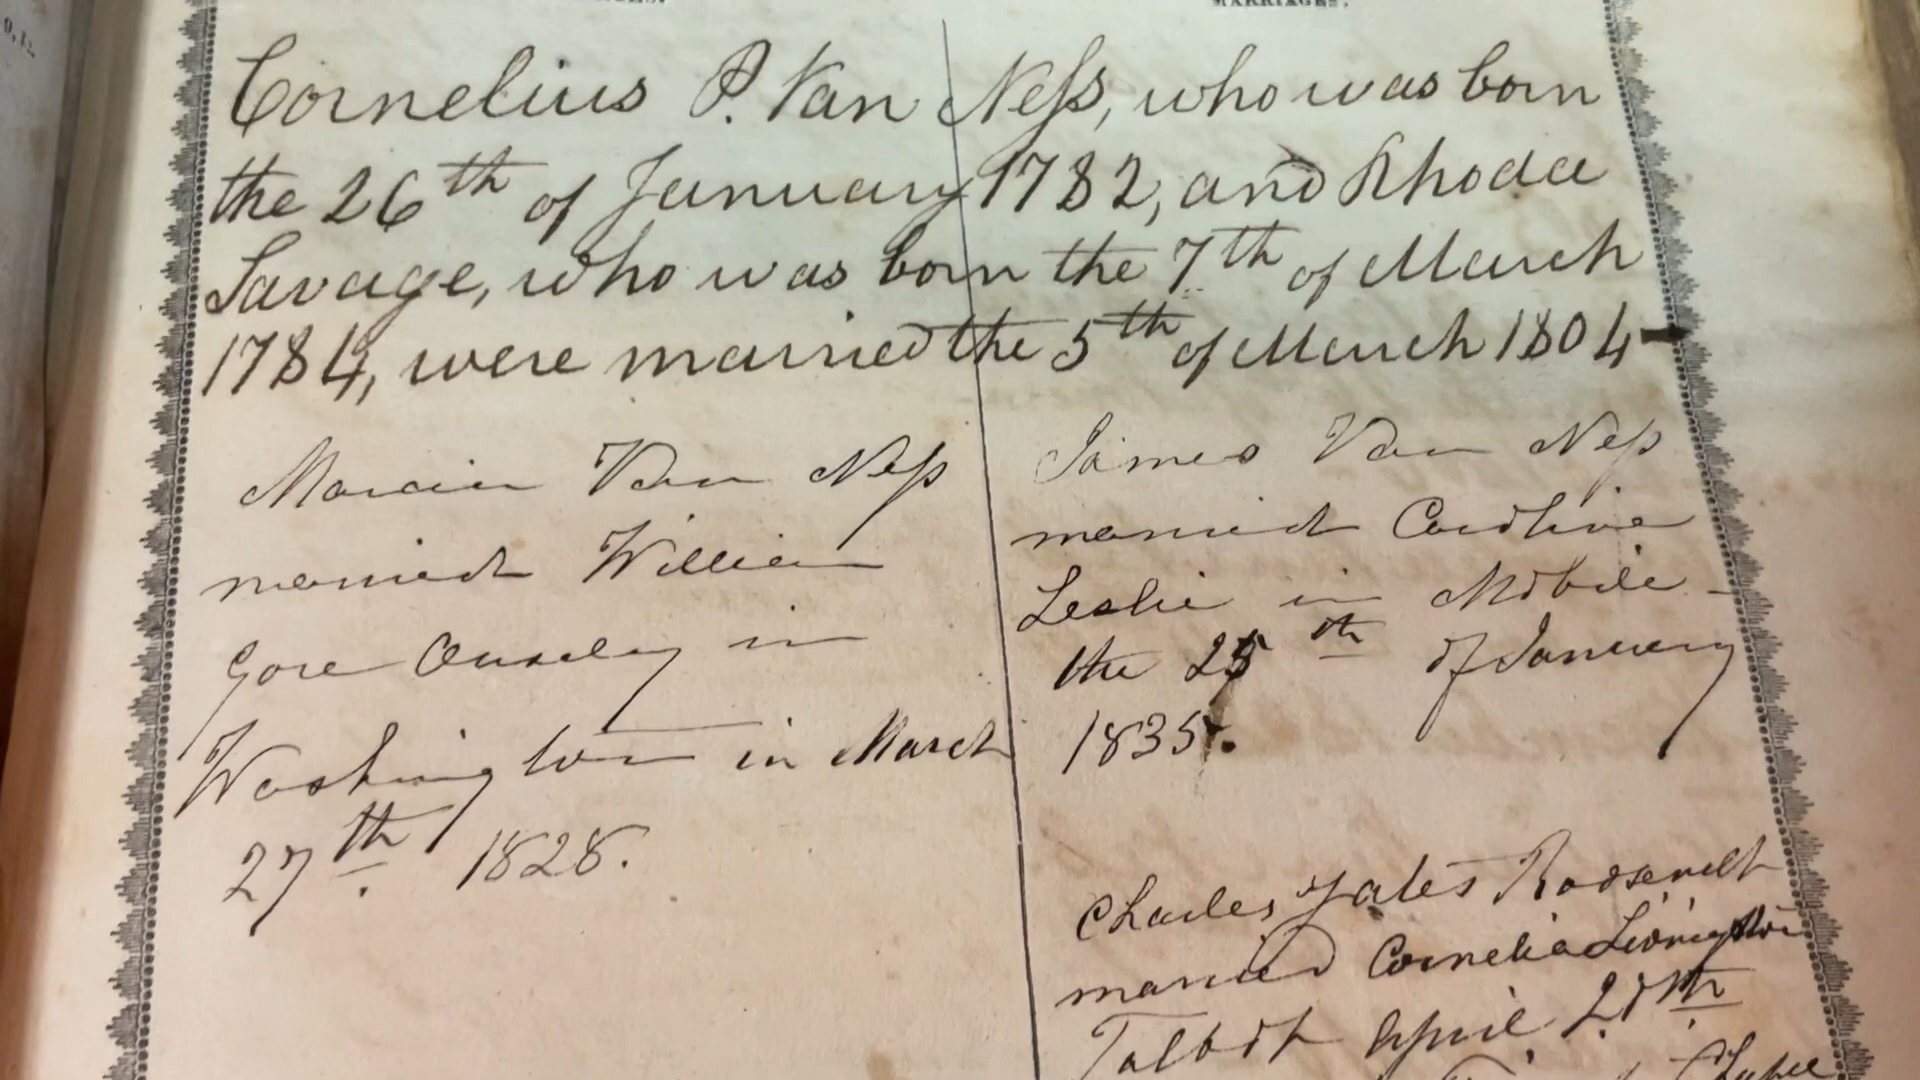 MARRIAGES.
Cornelius P. Van Neſs, who was born
the 26th of January 1782, and Rhoda
Savage, who was born the 7th of March
1784, were married the 5th of March 1804
Marcia Van Neſs
married William
Gore Ouseley in
Washington in March
27th. 1828.
James Van Neſs
married Caroline
Leslie in Mobile
the 25th of January
1835.
Charles Yates Roosevelt
married Cornelia Livingston
Talbot April